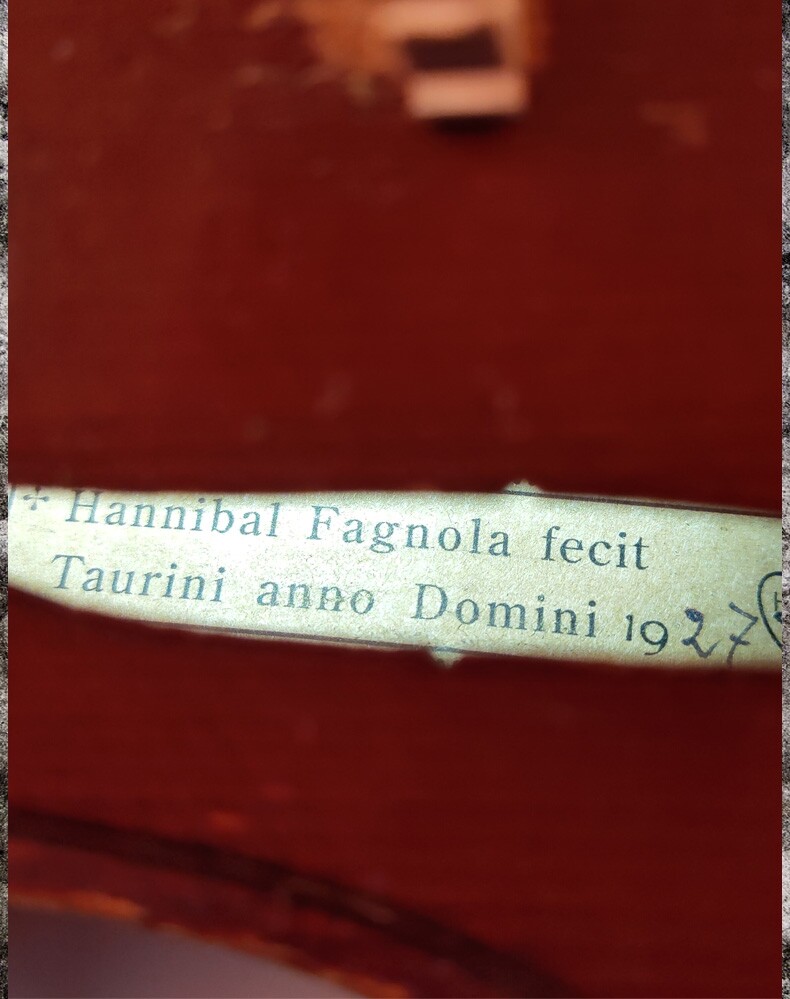 ✢ Hannibal Fagnola fecit
Taurini anno Domini 1927